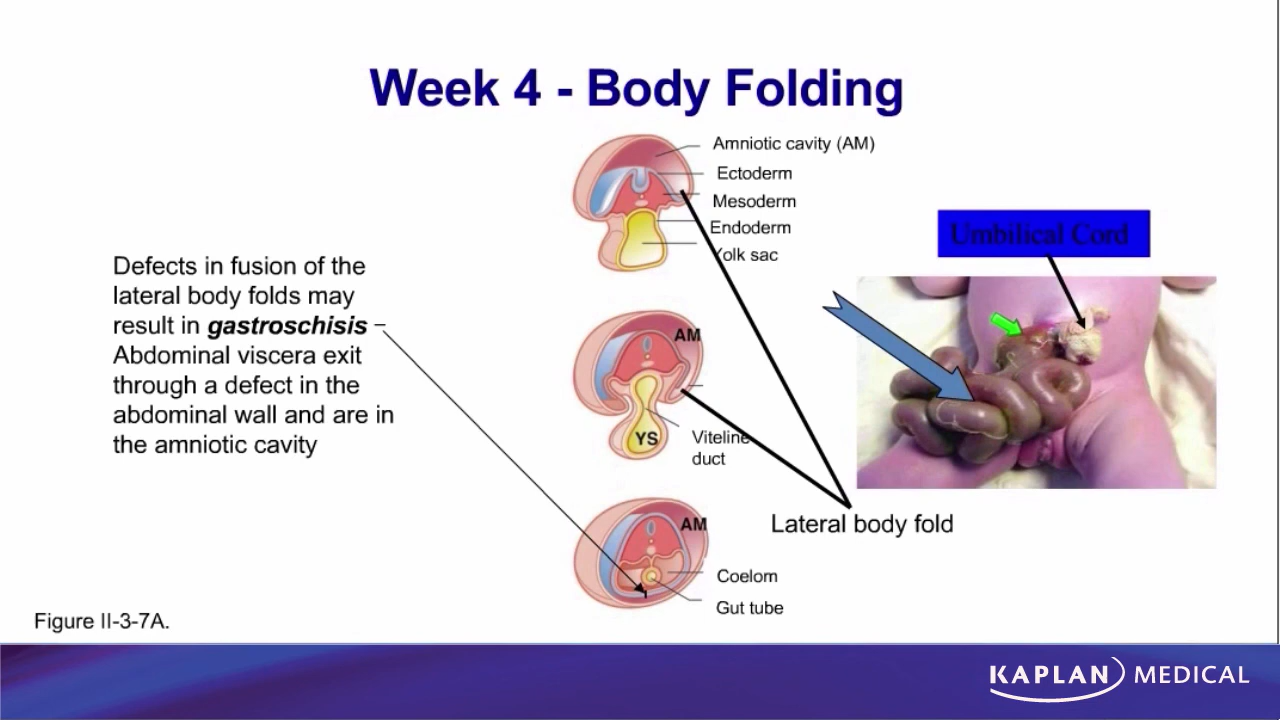 Week 4 - Body Folding
Defects in fusion of the
lateral body folds may
result in gastroschisis –
Abdominal viscera exit
through a defect in the
abdominal wall and are in
the amniotic cavity
Amniotic cavity (AM)
Ectoderm
Mesoderm
Endoderm
Yolk sac
AM
YS
Viteline
duct
AM
Coelom
Gut tube
Lateral body fold
Umbilical Cord
Figure II-3-7A.
KAPLAN MEDICAL